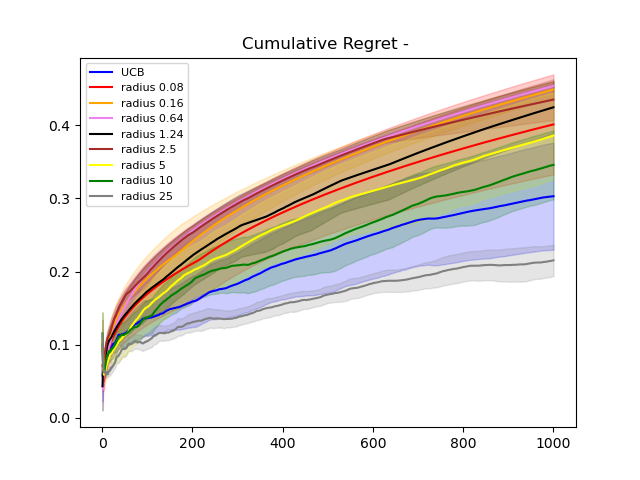 Cumulative Regret -
UCB
radius 0.08
radius 0.16
radius 0.64
radius 1.24
radius 2.5
radius 5
radius 10
radius 25
0.4
0.3
0.2
0.1
0.0
0 200 400 600 800 1000